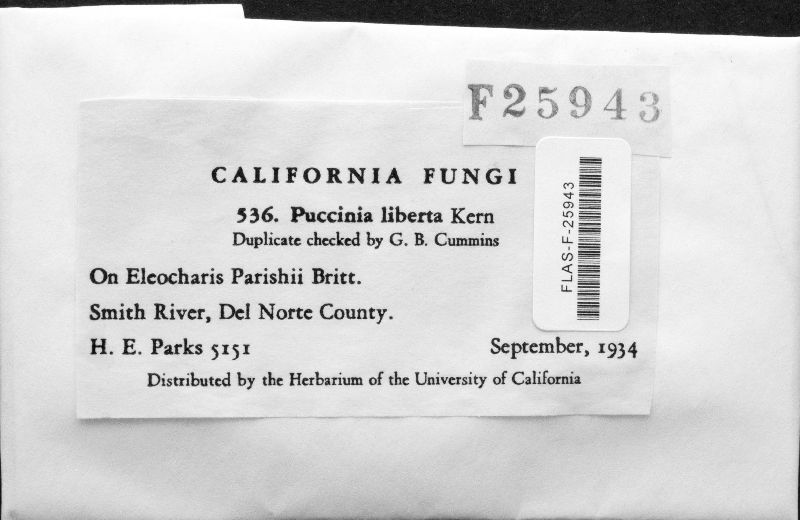 F25943
CALIFORNIA FUNGI
536. Puccinia liberta Kern
Duplicate checked by G. B. Cummins
On Eleocharis Parishii Britt.
Smith River, Del Norte County.
H. E. Parks 5151 September, 1934
Distributed by the Herbarium of the University of California
FLAS-F-25943